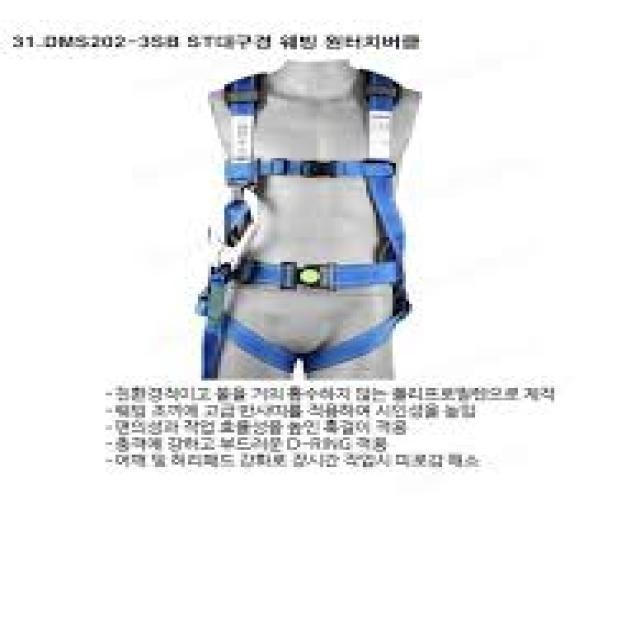 31.DMS202-3SB ST대구경 웨빙 원터치버클
-친환경적이고 물을 거의 흡수하지 않는 폴리프로필렌으로 제작
-웨빙 조끼에 고급 반사띠를 적용하여 시인성을 높임
-편의성과 작업 효율성을 높인 훅걸이 적용
-충격에 강하고 부드러운 D-RING 적용
-어깨 및 허리패드 강화로 장시간 작업시 피로감 해소